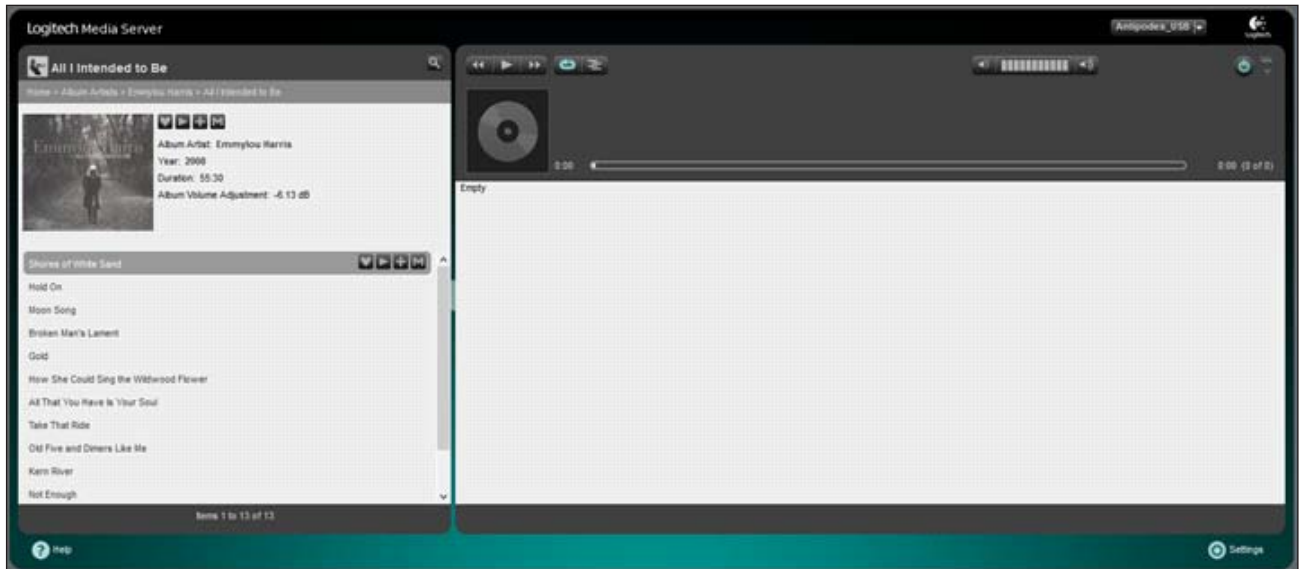 Logitech Media Server
Antipodes_USB
Logitech
All I Intended to Be
Home > Album Artists > Emmylou Harris > All I Intended to Be
Emmylou Harris
Album Artist: Emmylou Harris
Year: 2008
Duration: 55:30
Album Volume Adjustment: -6.13 dB
0:00
0:00 (0 of 0)
Empty
Shores of White Sand
Hold On
Moon Song
Broken Man's Lament
Gold
How She Could Sing the Wildwood Flower
All That You Have Is Your Soul
Take That Ride
Old Five and Dimers Like Me
Kern River
Not Enough
Items 1 to 13 of 13
Help
Settings